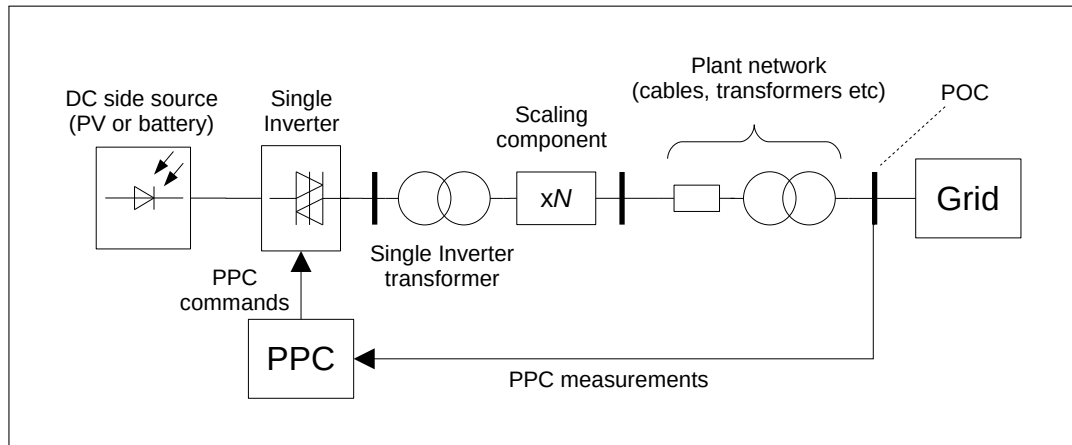 DC side source
(PV or battery)
Single
Inverter
Scaling
component
Plant network
(cables, transformers etc)
POC
xN
Grid
Single Inverter
transformer
PPC
commands
PPC
PPC measurements